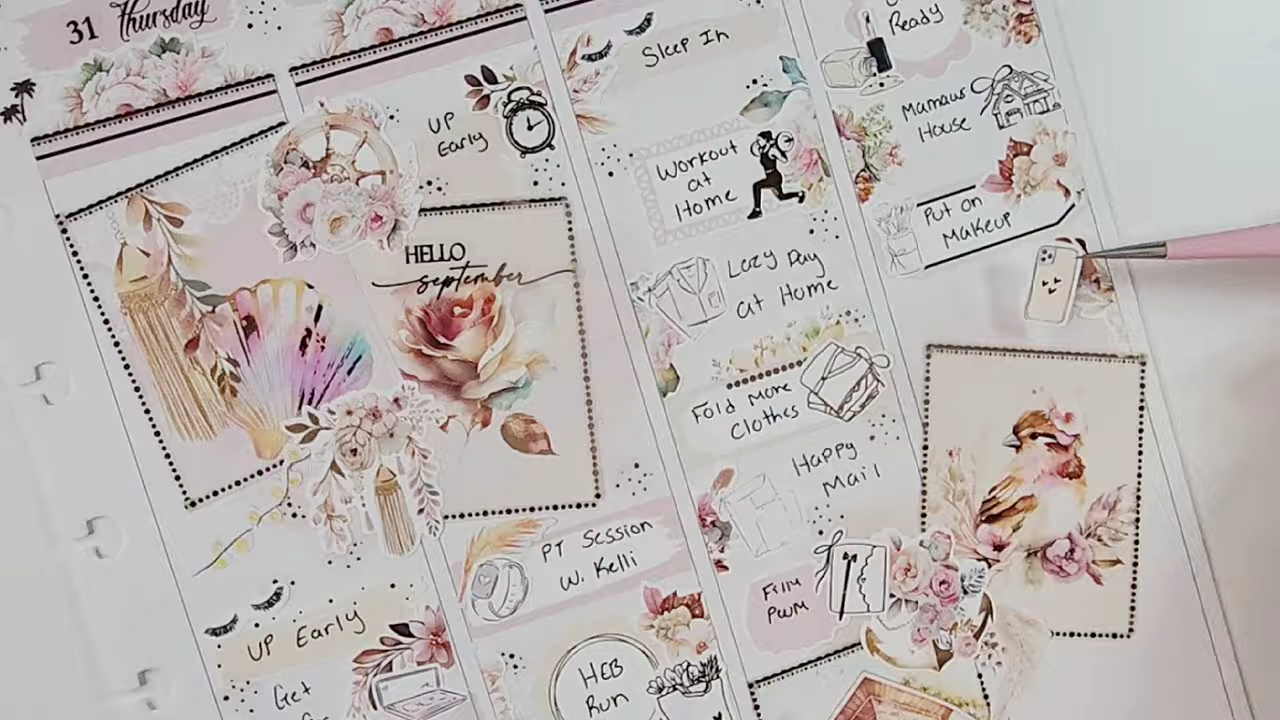 31 Thursday
UP
Early
HELLO
september
UP Early
Get
PT Session
W. Kelli
HEB
Run
Sleep In
Workout
at
Home
Lazy Day
at Home
Fold More
Clothes
Happy
Mail
Film
PWM
Ready
Mamaws
House
Put on
Makeup